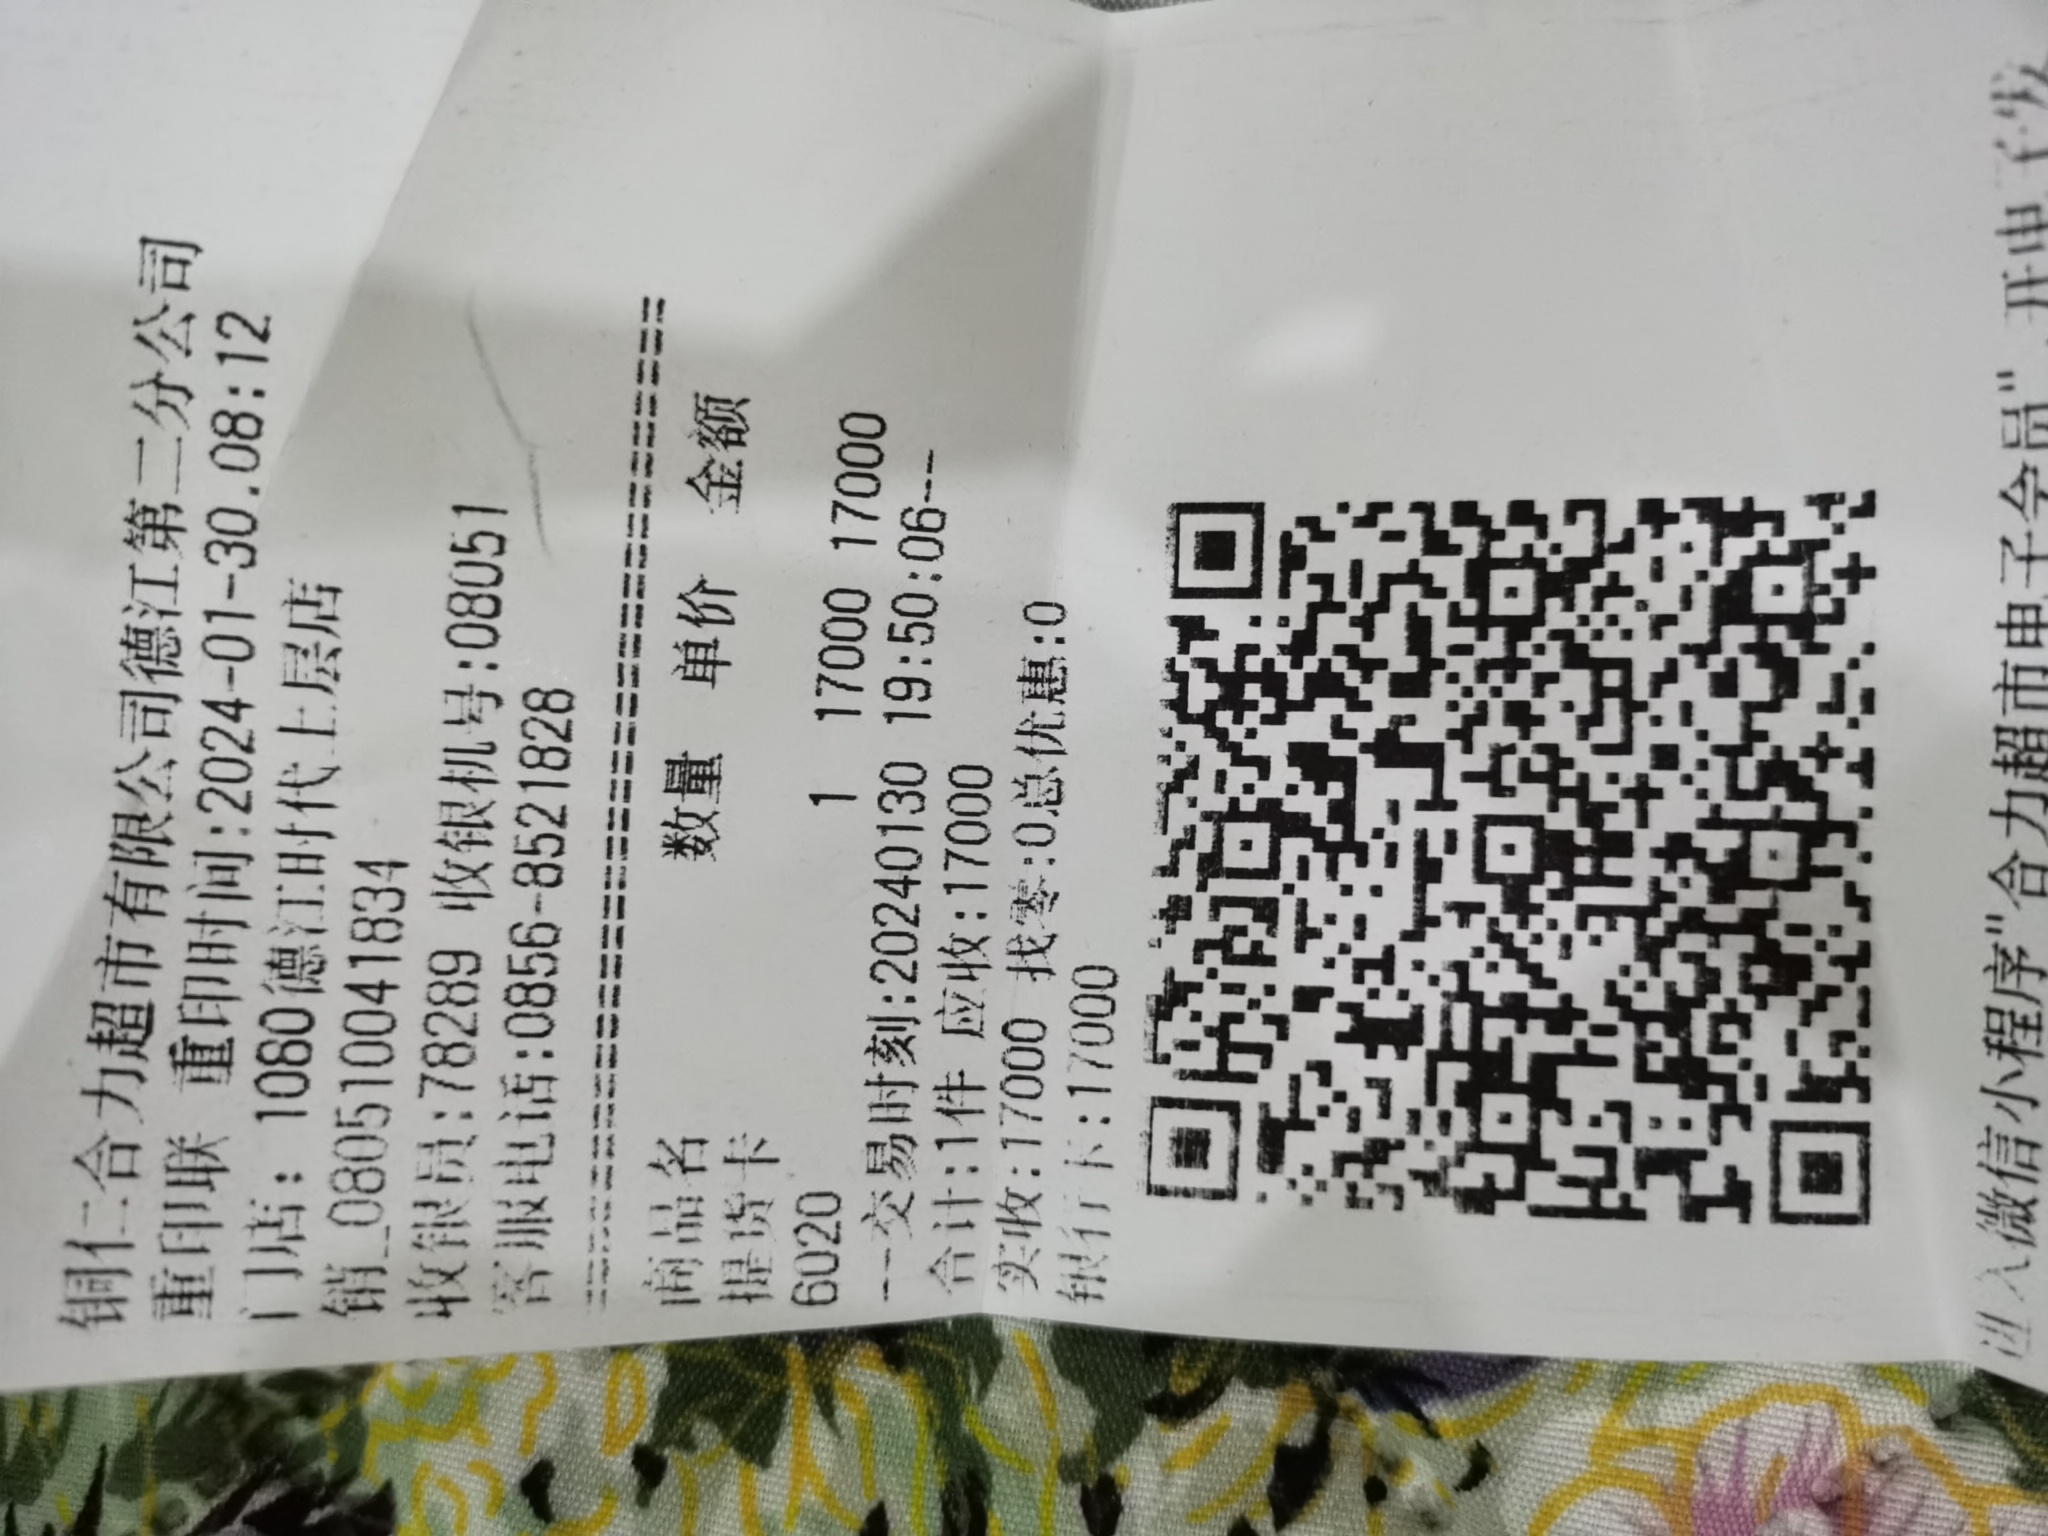 铜仁合力超市有限公司德江第二分公司
重印联 重印时间:2024-01-30.08:12
门店: 1080德江时代上层店
销_080510041834
收银员:78289 收银机号:08051
客服电话:0856-8521828
================================
商品名 数量 单价 金额
提货卡
6020 1 17000 17000
---交易时刻:20240130 19:50:06---
合计:1件 应收:17000
实收:17000 找零:0总优惠:0
银行卡:17000
进入微信小程序"合力超市电子会员",开电子发